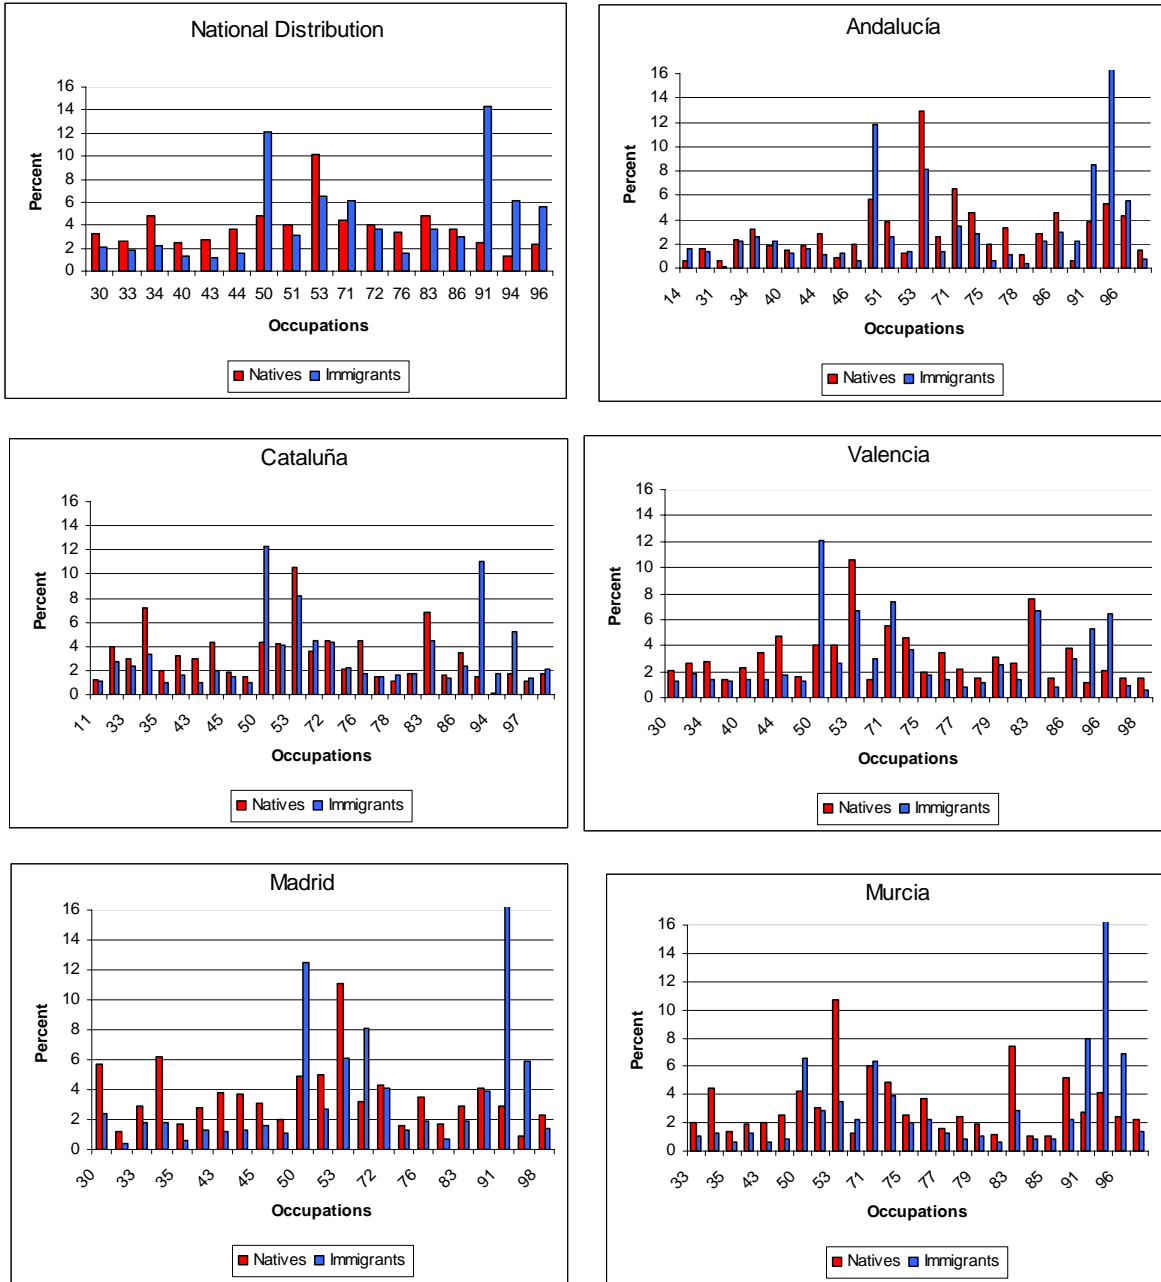 National Distribution
16
14
12
10
8
6
4
2
0
Percent
30 33 34 40 43 44 50 51 53 71 72 76 83 86 91 94 96
Occupations
Natives Immigrants
Andalucía
16
14
12
10
8
6
4
2
0
Percent
14 31 34 40 44 46 51 53 71 75 78 86 91 96
Occupations
Natives Immigrants
Cataluña
16
14
12
10
8
6
4
2
0
Percent
11 33 35 43 45 50 53 72 76 78 83 86 94 97
Occupations
Natives Immigrants
Valencia
16
14
12
10
8
6
4
2
0
Percent
30 34 40 44 50 53 71 75 77 79 83 86 96 98
Occupations
Natives Immigrants
Madrid
16
14
12
10
8
6
4
2
0
Percent
30 33 35 43 45 50 53 72 76 83 91 98
Occupations
Natives Immigrants
Murcia
16
14
12
10
8
6
4
2
0
Percent
33 35 43 50 53 71 75 77 79 83 85 91 96
Occupations
Natives Immigrants